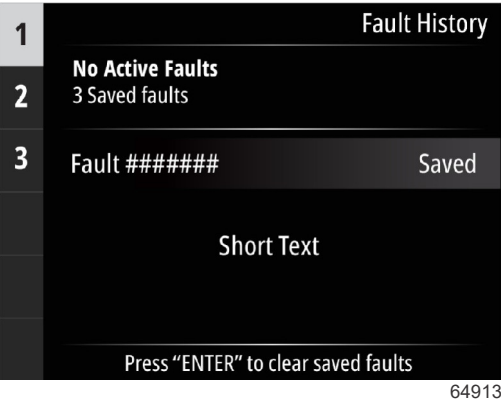 1
Fault History
No Active Faults
2
3 Saved faults
3
Fault #######
Saved
Short Text
Press “ENTER” to clear saved faults
64913